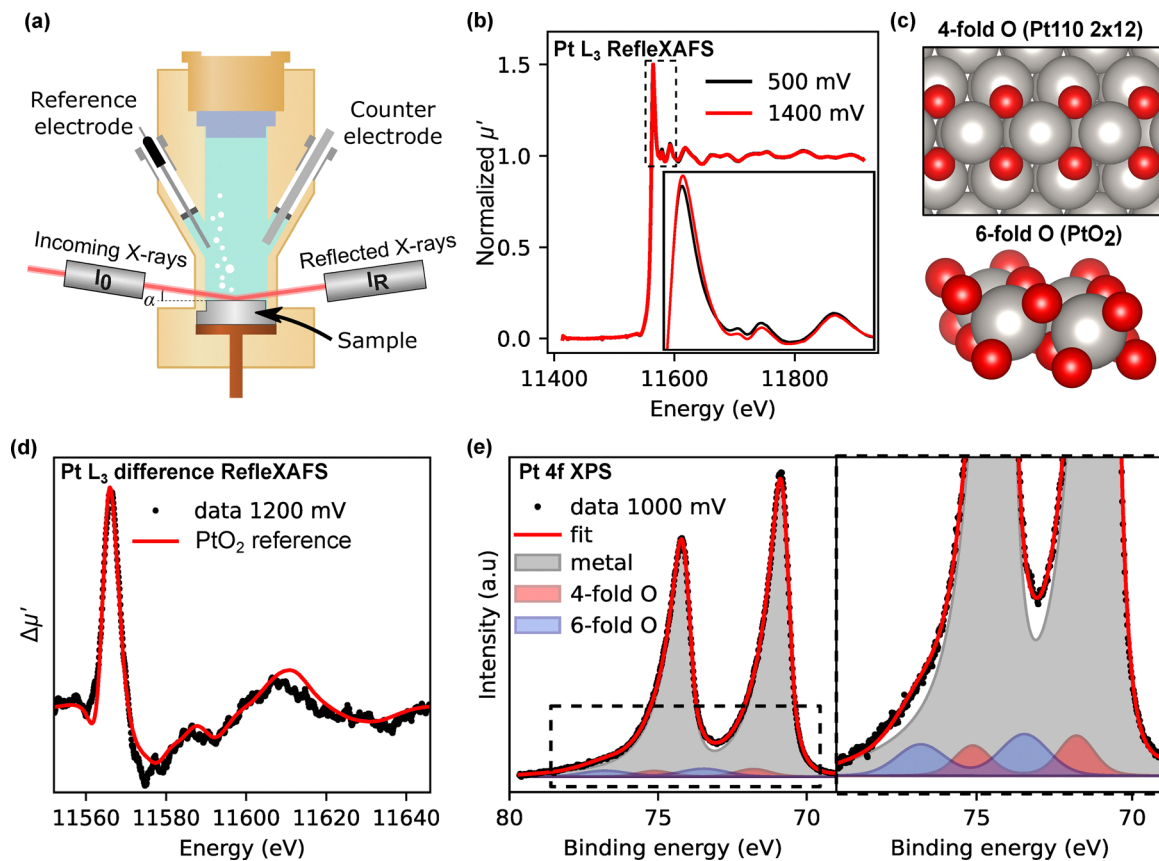 (a)
Reference
electrode
Counter
electrode
Incoming X-rays
Reflected X-rays
I0
IR
α
Sample
(b)
Pt L3 RefleXAFS
500 mV
1400 mV
Normalized μ'
1.5
1.0
0.5
0.0
11400
11600
11800
Energy (eV)
(c)
4-fold O (Pt110 2x12)
6-fold O (PtO2)
(d)
Pt L3 difference RefleXAFS
data 1200 mV
PtO2 reference
Δμ'
11560
11580
11600
11620
11640
Energy (eV)
(e)
Pt 4f XPS
data 1000 mV
fit
metal
4-fold O
6-fold O
Intensity (a.u)
80
75
70
Binding energy (eV)
75
70
Binding energy (eV)